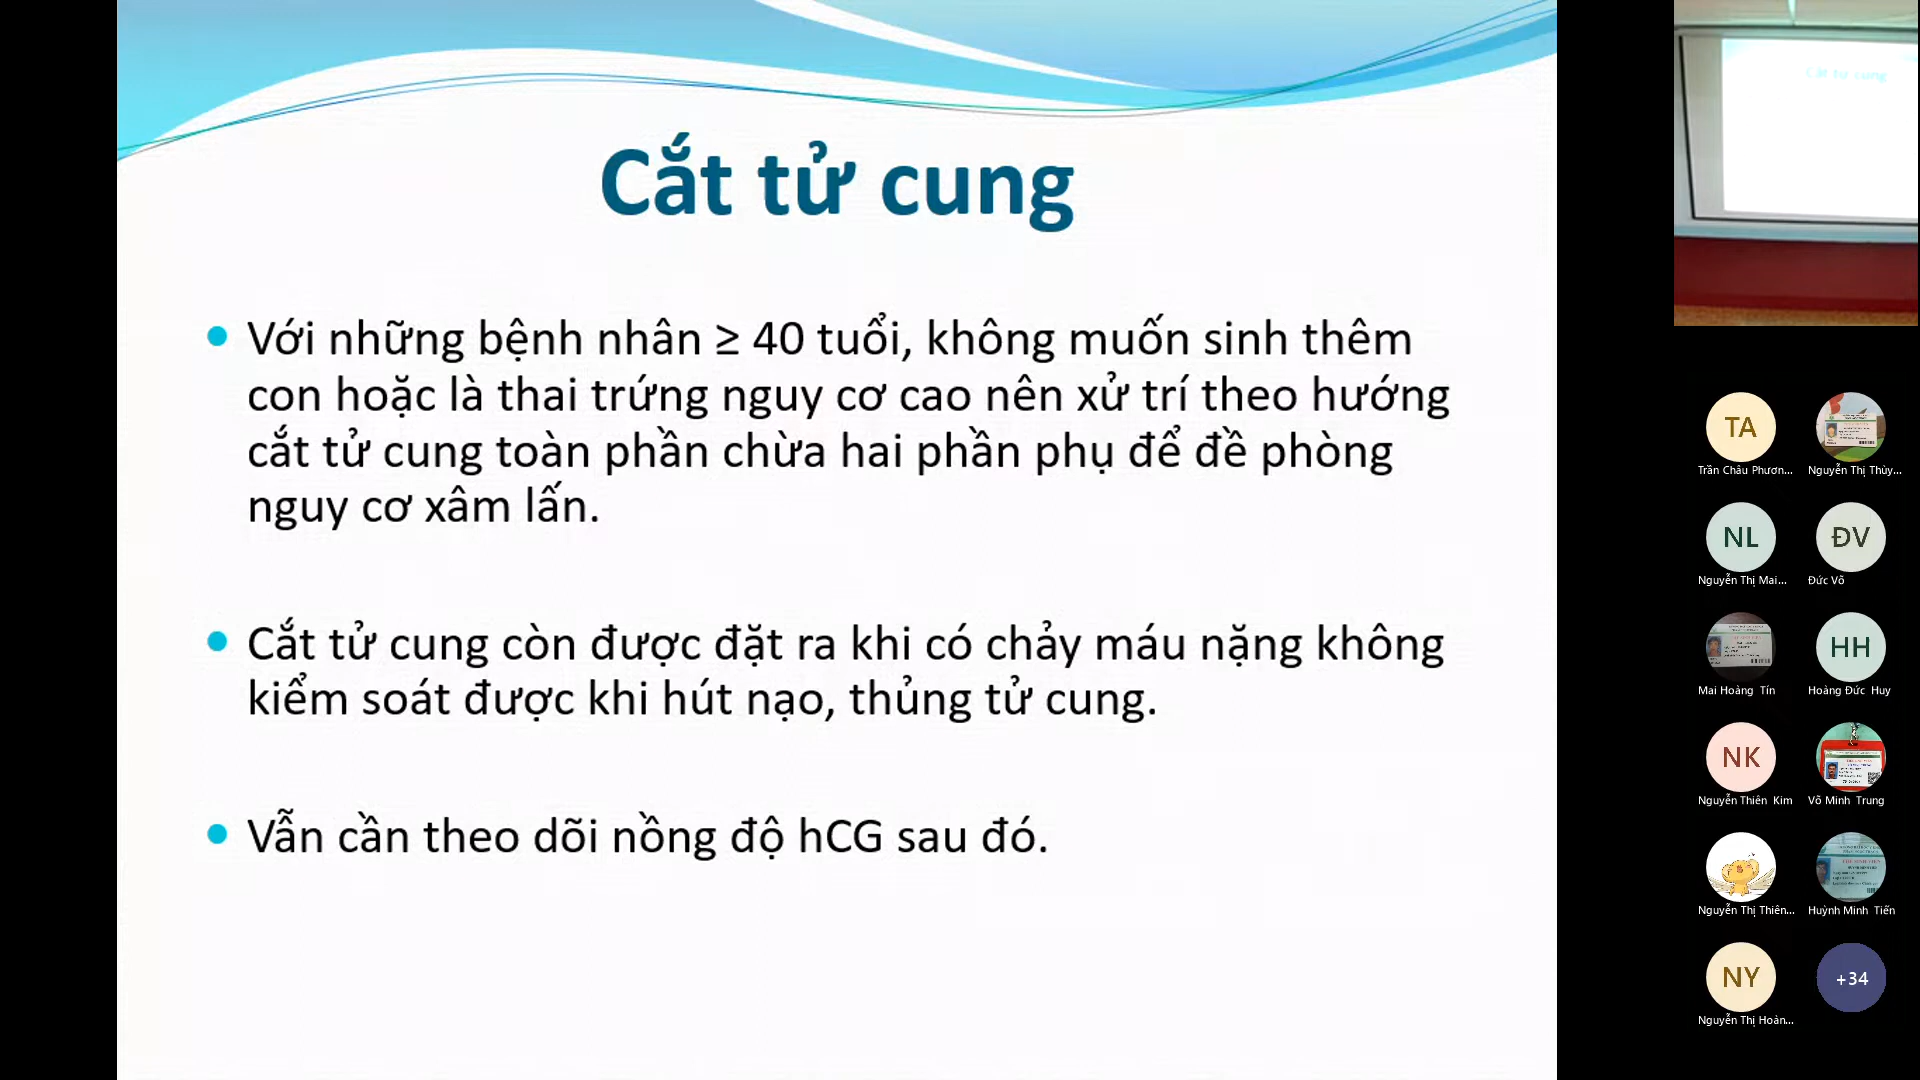 Cắt tử cung
Với những bệnh nhân ≥ 40 tuổi, không muốn sinh thêm
con hoặc là thai trứng nguy cơ cao nên xử trí theo hướng
cắt tử cung toàn phần chừa hai phần phụ để đề phòng
nguy cơ xâm lấn.
Cắt tử cung còn được đặt ra khi có chảy máu nặng không
kiểm soát được khi hút nạo, thủng tử cung.
Vẫn cần theo dõi nồng độ hCG sau đó.
Cắt tử cung
TA
Trần Châu Phươn...
Nguyễn Thị Thùy...
NL
Nguyễn Thị Mai...
ĐV
Đức Võ
Mai Hoàng Tín
HH
Hoàng Đức Huy
NK
Nguyễn Thiên Kim
Võ Minh Trung
Nguyễn Thị Thiên...
Huỳnh Minh Tiến
NY
Nguyễn Thị Hoàn...
+34